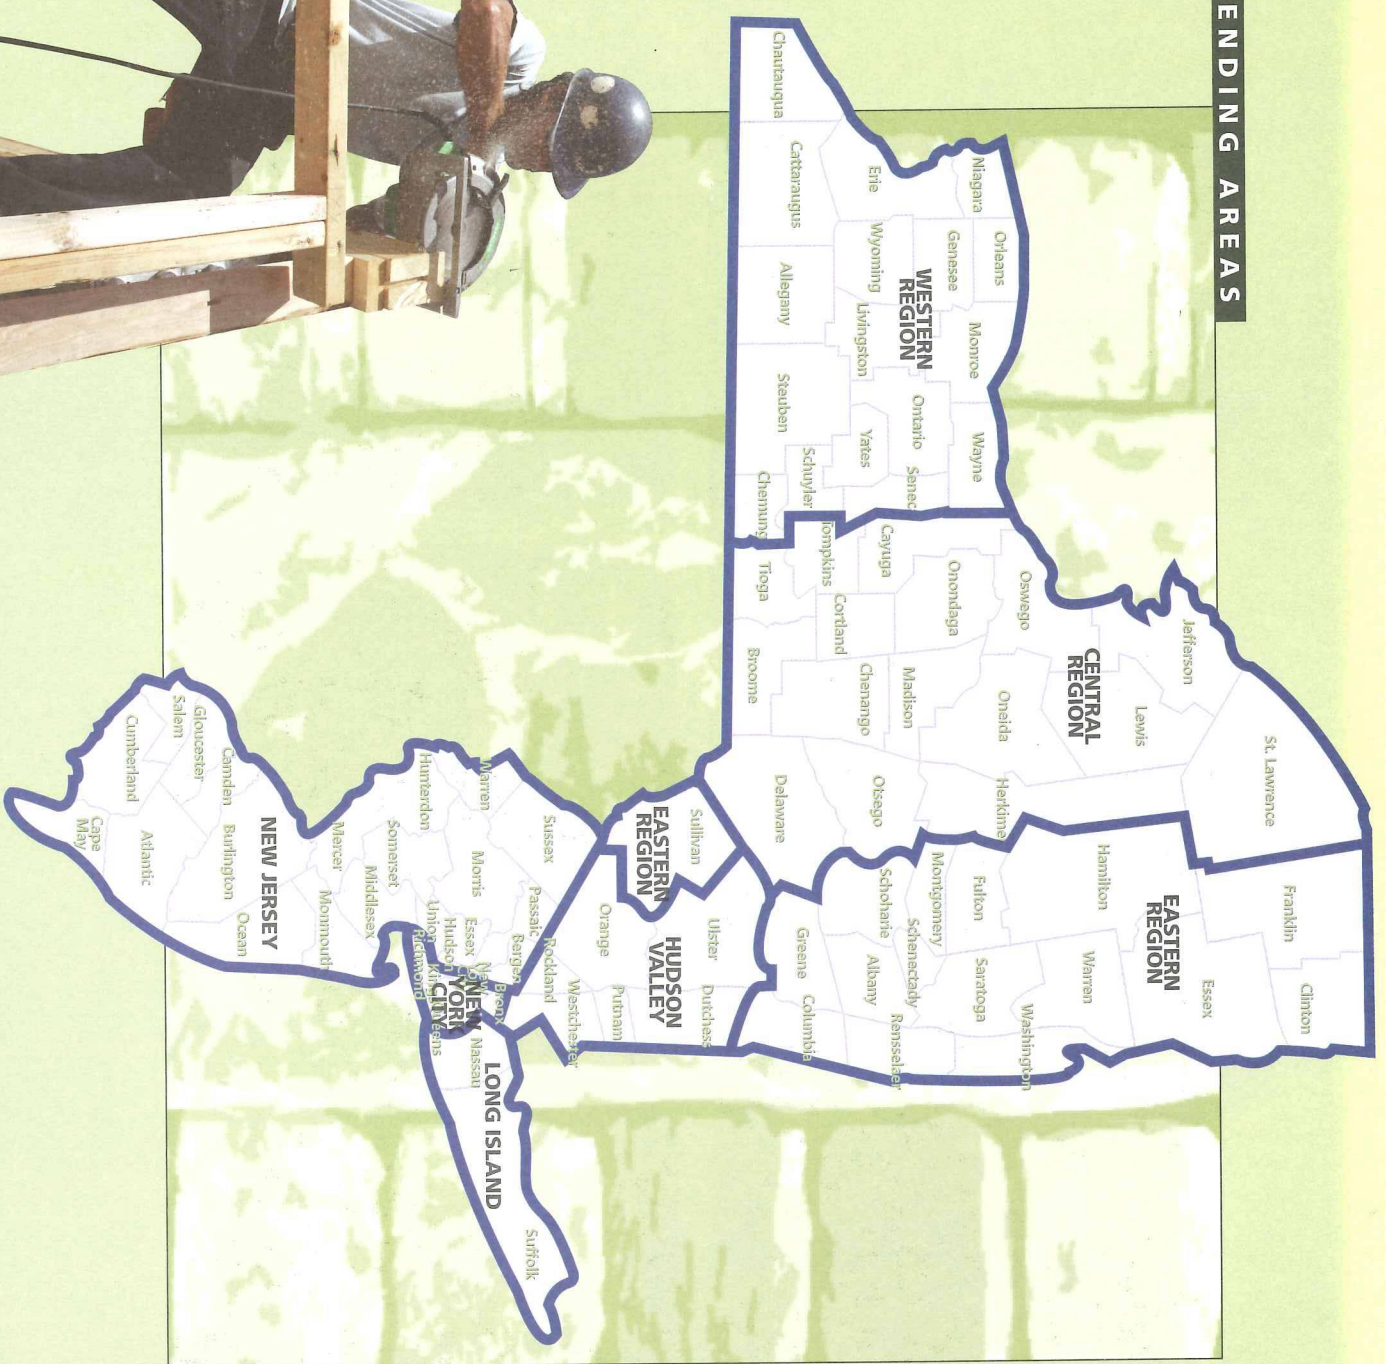 ENDING AREAS
Clinton
Franklin
St. Lawrence
Essex
EASTERN
REGION
Jefferson
Lewis
CENTRAL
REGION
Hamilton
Warren
Washington
Oswego
Oneida
Herkimer
Fulton
Saratoga
Niagara
Orleans
Monroe
Wayne
Genesee
WESTERN
REGION
Ontario
Senec
Onondaga
Madison
Montgomery
Schenectady
Rensselaer
Erie
Wyoming
Livingston
Yates
Cayuga
Cortland
Chenango
Otsego
Schoharie
Albany
Tompkins
Chautauqua
Cattaraugus
Allegany
Steuben
Schuyler
Chemung
Tioga
Broome
Delaware
Greene
Columbia
Sullivan
EASTERN
REGION
Ulster
Dutchess
HUDSON
VALLEY
Orange
Putnam
Rockland
Westchester
Sussex
Passaic
Bergen
Bronx
Suffolk
Warren
Morris
Essex
Hudson
NEW
YORK
CITY
Nassau
LONG ISLAND
Hunterdon
Union
Richmond
Kings
Queens
Somerset
Middlesex
Mercer
Monmouth
NEW JERSEY
Camden
Burlington
Ocean
Gloucester
Salem
Cumberland
Atlantic
Cape
May